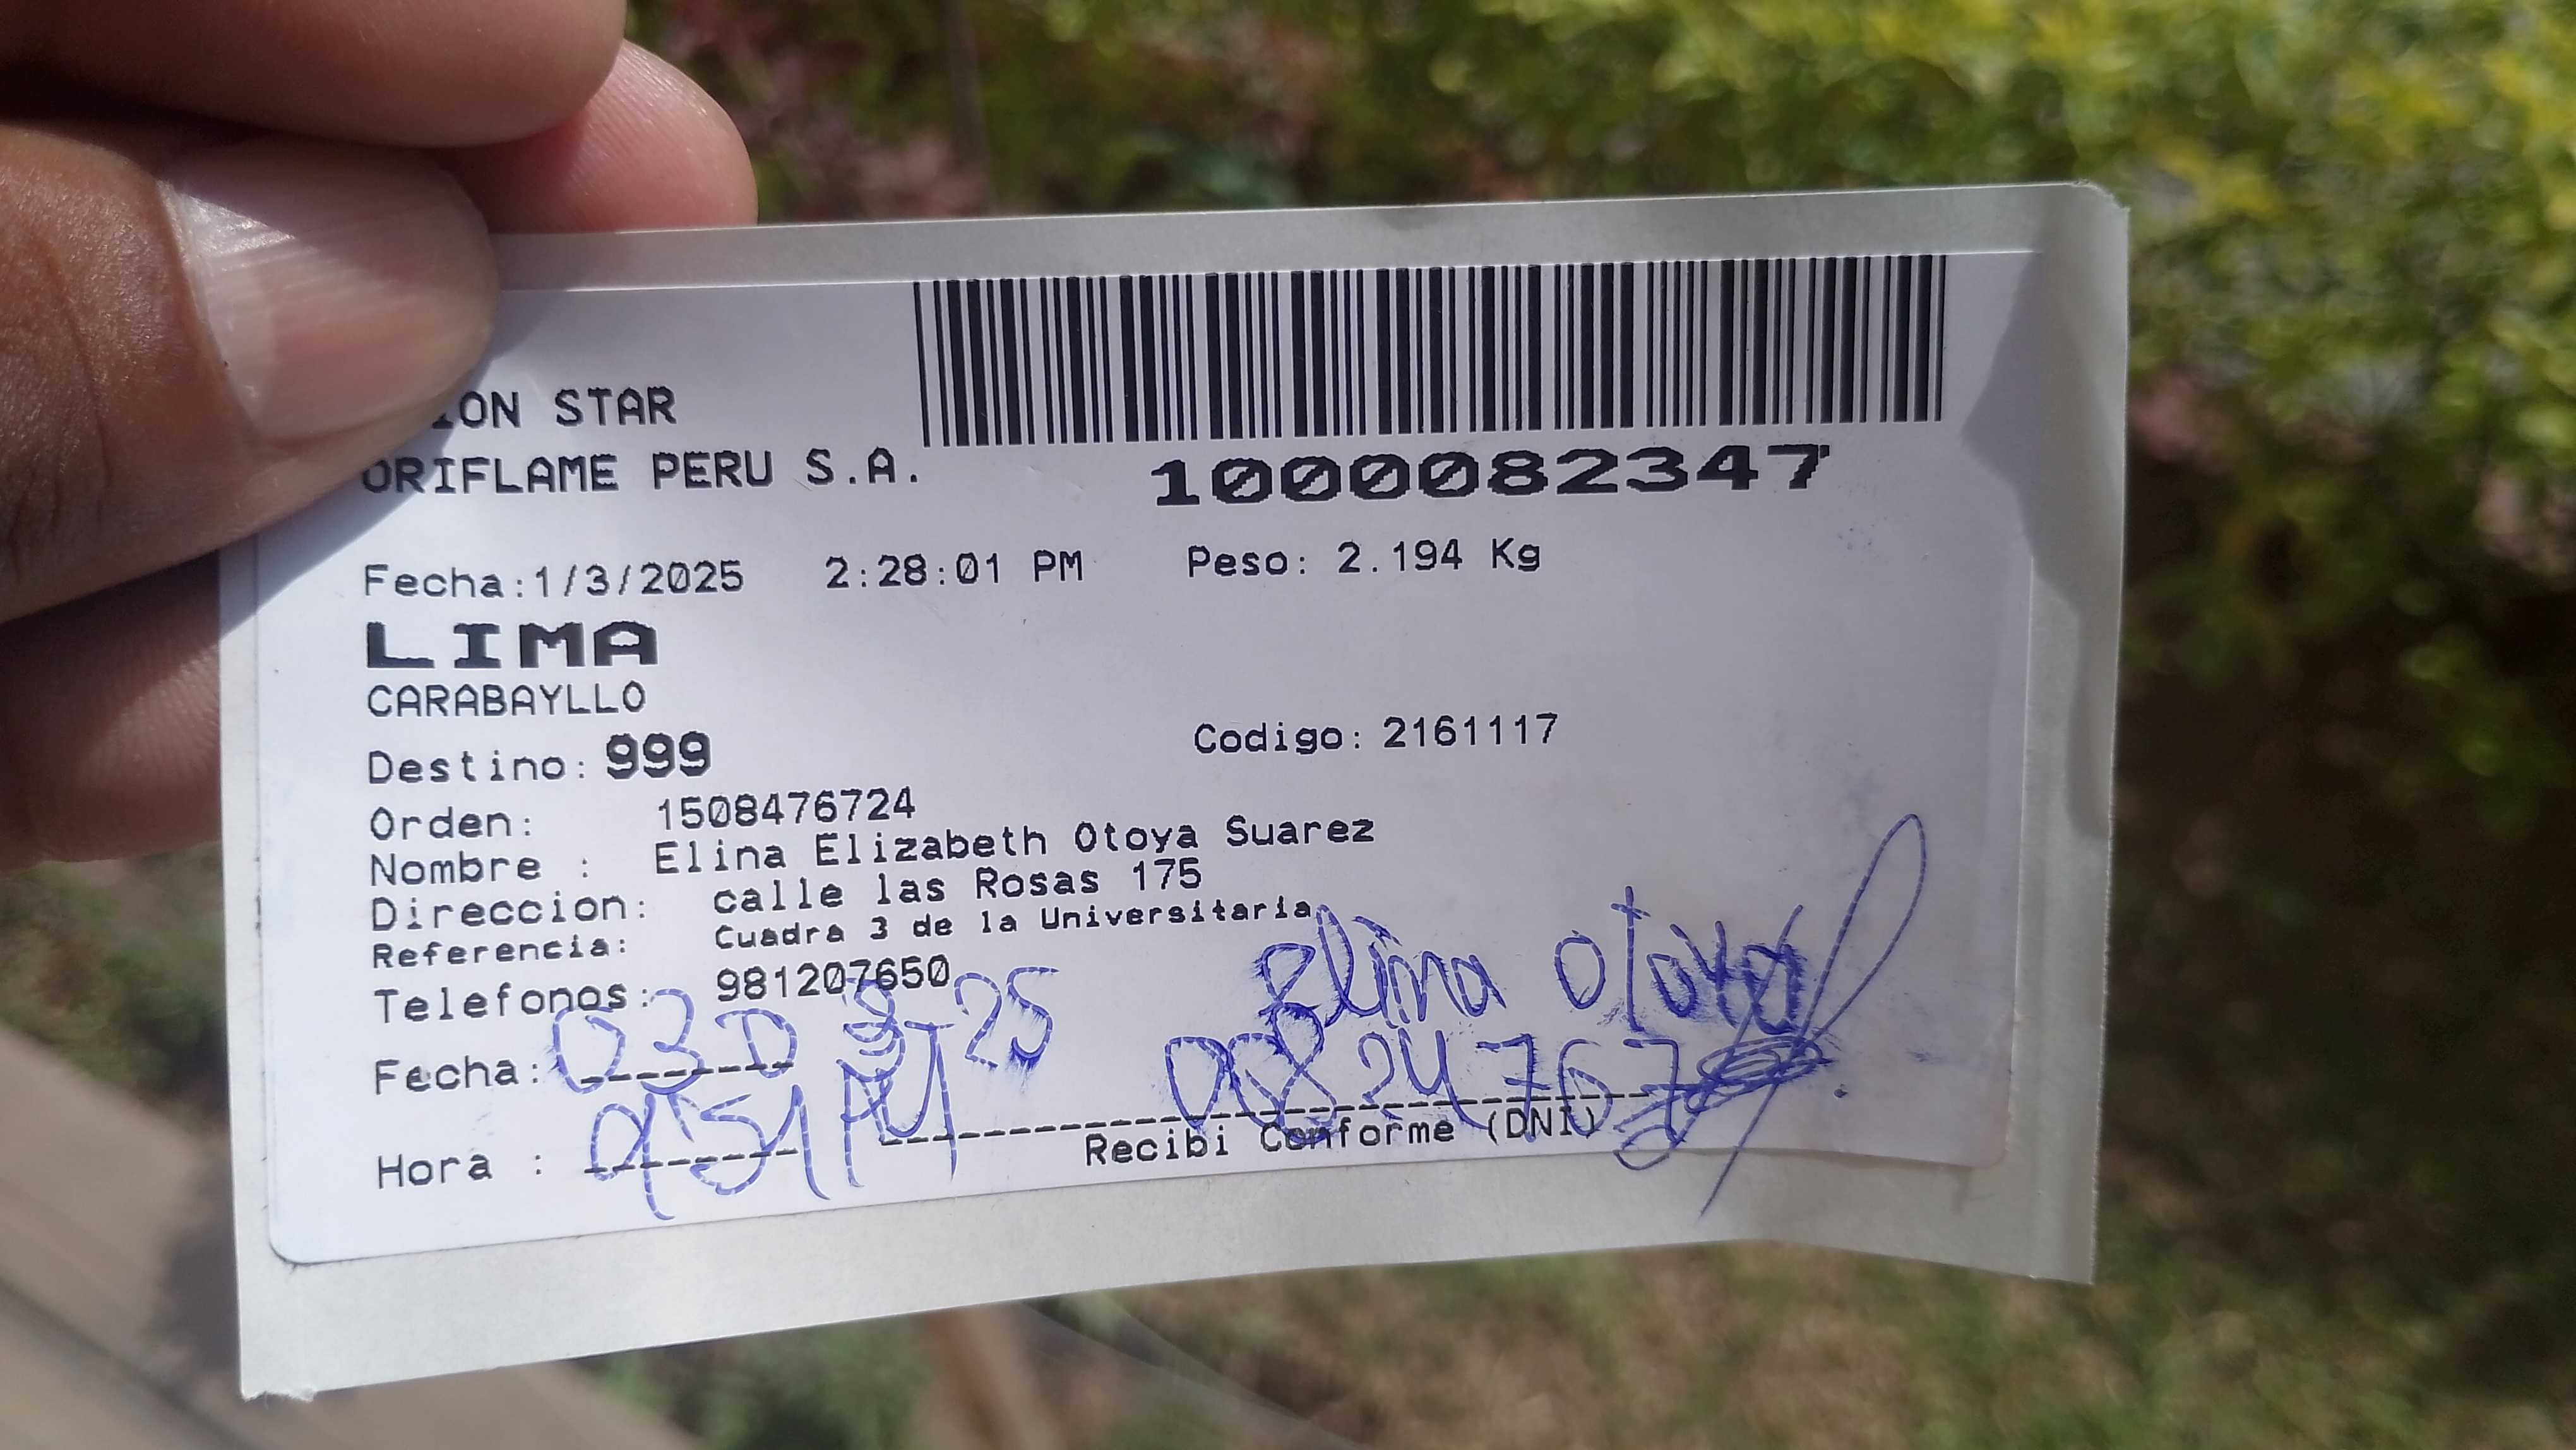 STAR
ORIFLAME PERU S.A.
1000082347
Fecha:1/3/2025 2:28:01 PM Peso: 2.194 Kg
LIMA
CARABAYLLO
Destino: 999 Codigo: 2161117
Orden: 1508476724
Nombre : Elina Elizabeth Otoya Suarez
Direccion: calle las Rosas 175
Referencia: Cuadra 3 de la Universitaria
Telefonos: 981207650
Elina Otoya
Fecha: 03 25
Hora :
Recibi Conforme (DNI)